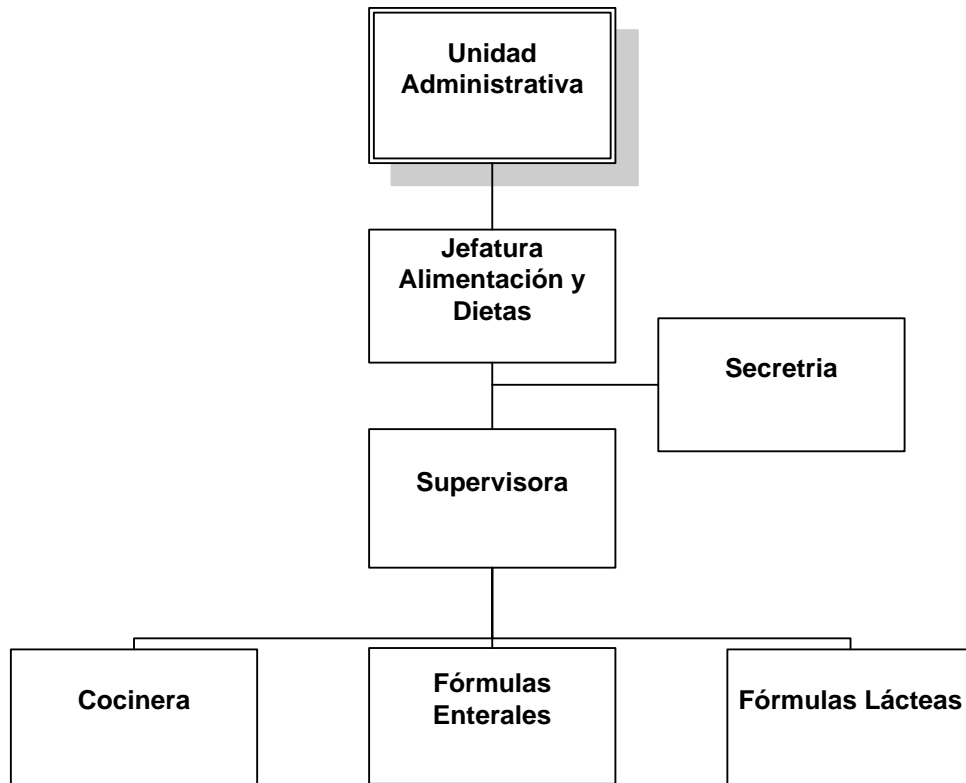 Unidad
Administrativa
Jefatura
Alimentación y
Dietas
Secretria
Supervisora
Cocinera
Fórmulas
Enterales
Fórmulas Lácteas